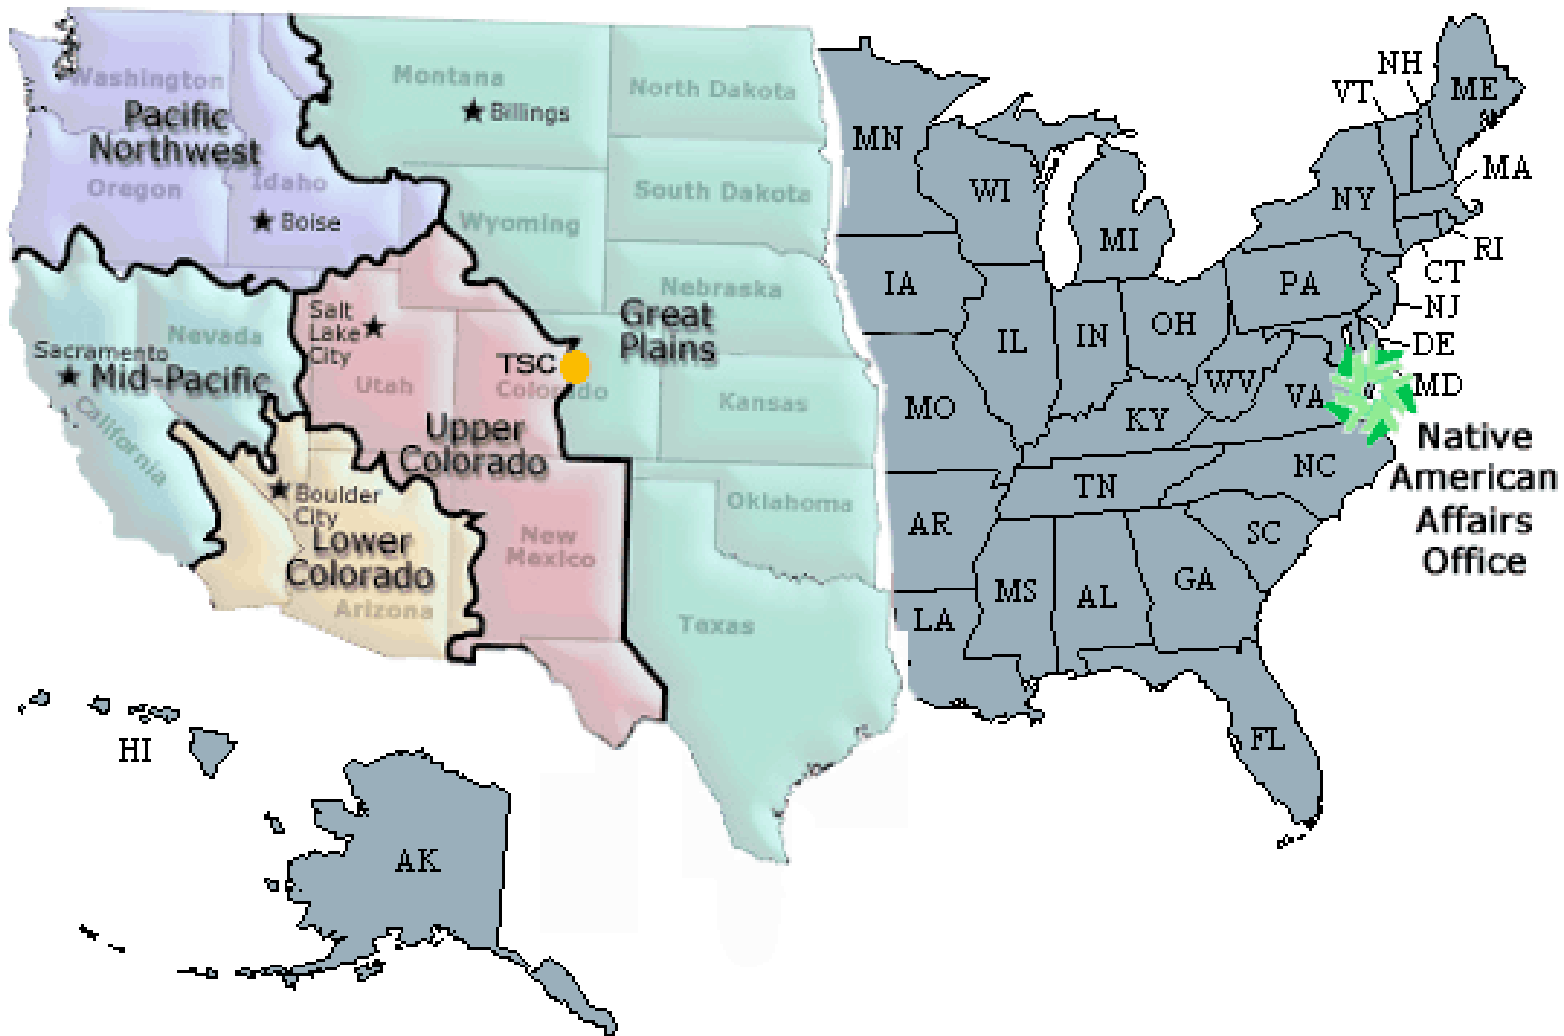 Washington
Pacific
Northwest
Oregon
Idaho
Boise
Montana
Billings
North Dakota
South Dakota
Wyoming
Nebraska
Great
Plains
Salt
Lake
City
Nevada
Sacramento
Mid-Pacific
California
Utah
TSC
Colorado
Kansas
Upper
Colorado
Boulder
City
Lower
Colorado
Arizona
New
Mexico
Oklahoma
Texas
MN
WI
MI
IA
IL
IN
OH
MO
KY
WV
VA
PA
NY
VT
NH
ME
MA
RI
CT
NJ
DE
MD
Native
American
Affairs
Office
NC
TN
SC
AR
MS
AL
GA
LA
FL
HI
AK